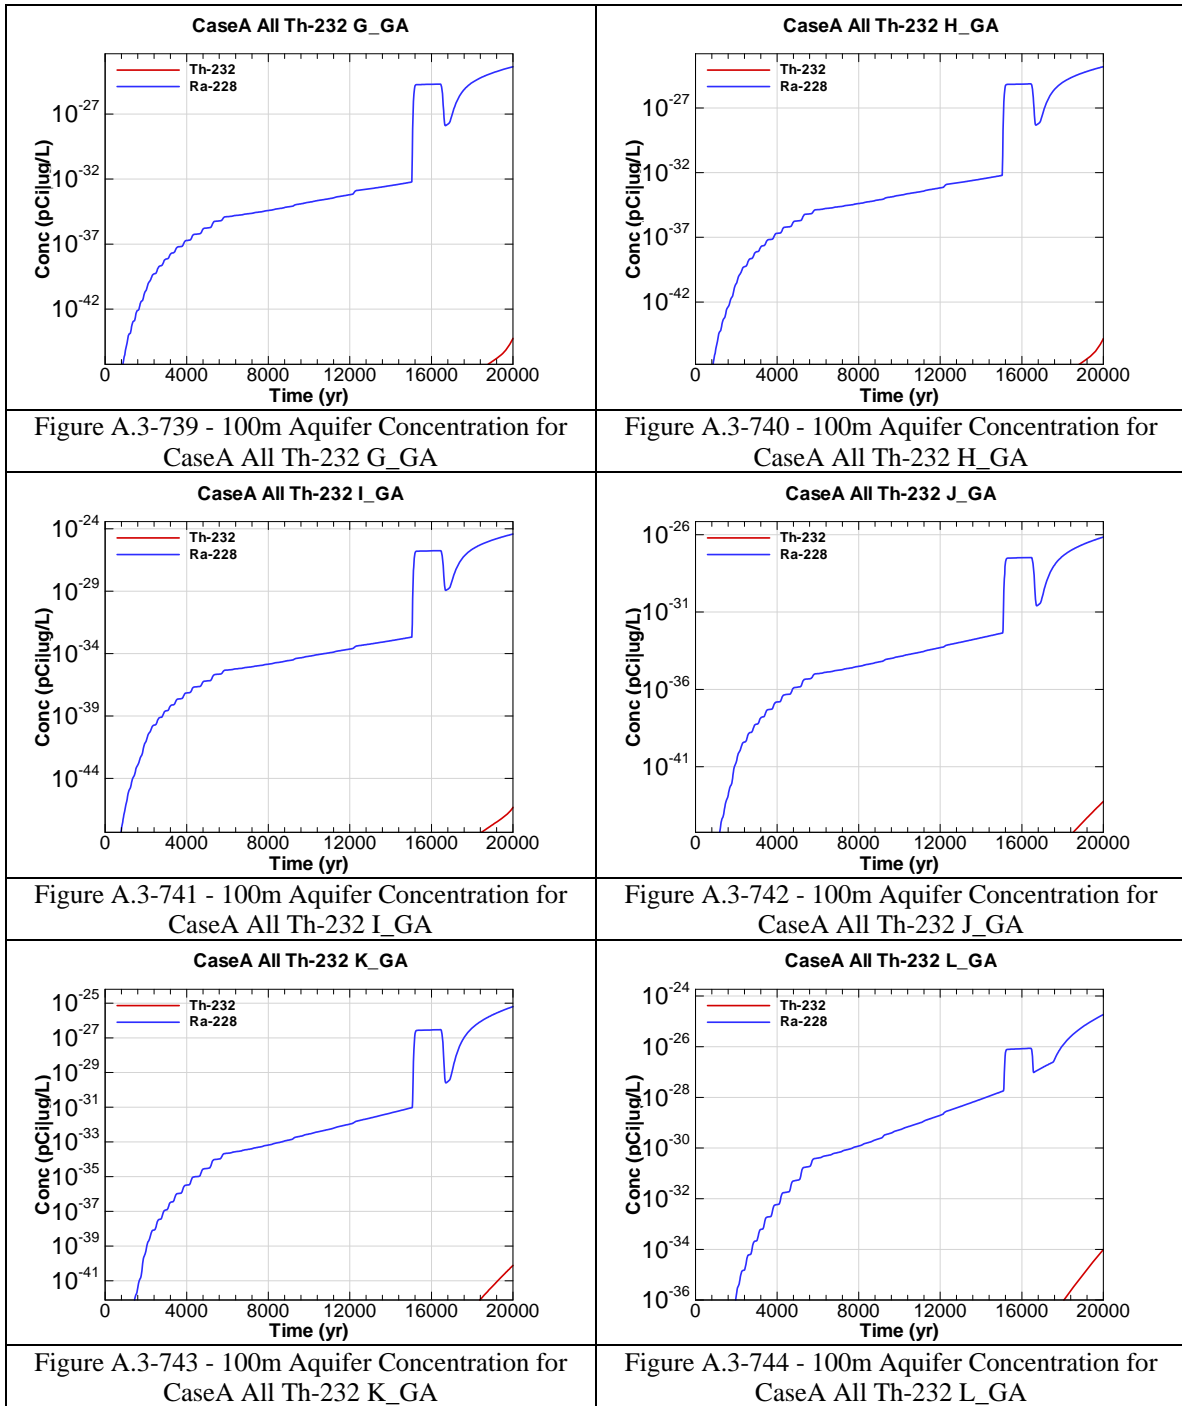 CaseA All Th-232 G_GA
Th-232
Ra-228
Conc (pCi|ug/L)
10^-27
10^-32
10^-37
10^-42
0 4000 8000 12000 16000 20000
Time (yr)
Figure A.3-739 - 100m Aquifer Concentration for
CaseA All Th-232 G_GA
CaseA All Th-232 H_GA
Th-232
Ra-228
Conc (pCi|ug/L)
10^-27
10^-32
10^-37
10^-42
0 4000 8000 12000 16000 20000
Time (yr)
Figure A.3-740 - 100m Aquifer Concentration for
CaseA All Th-232 H_GA
CaseA All Th-232 I_GA
Th-232
Ra-228
Conc (pCi|ug/L)
10^-24
10^-29
10^-34
10^-39
10^-44
0 4000 8000 12000 16000 20000
Time (yr)
Figure A.3-741 - 100m Aquifer Concentration for
CaseA All Th-232 I_GA
CaseA All Th-232 J_GA
Th-232
Ra-228
Conc (pCi|ug/L)
10^-26
10^-31
10^-36
10^-41
0 4000 8000 12000 16000 20000
Time (yr)
Figure A.3-742 - 100m Aquifer Concentration for
CaseA All Th-232 J_GA
CaseA All Th-232 K_GA
Th-232
Ra-228
Conc (pCi|ug/L)
10^-25
10^-27
10^-29
10^-31
10^-33
10^-35
10^-37
10^-39
10^-41
0 4000 8000 12000 16000 20000
Time (yr)
Figure A.3-743 - 100m Aquifer Concentration for
CaseA All Th-232 K_GA
CaseA All Th-232 L_GA
Th-232
Ra-228
Conc (pCi|ug/L)
10^-24
10^-26
10^-28
10^-30
10^-32
10^-34
10^-36
0 4000 8000 12000 16000 20000
Time (yr)
Figure A.3-744 - 100m Aquifer Concentration for
CaseA All Th-232 L_GA